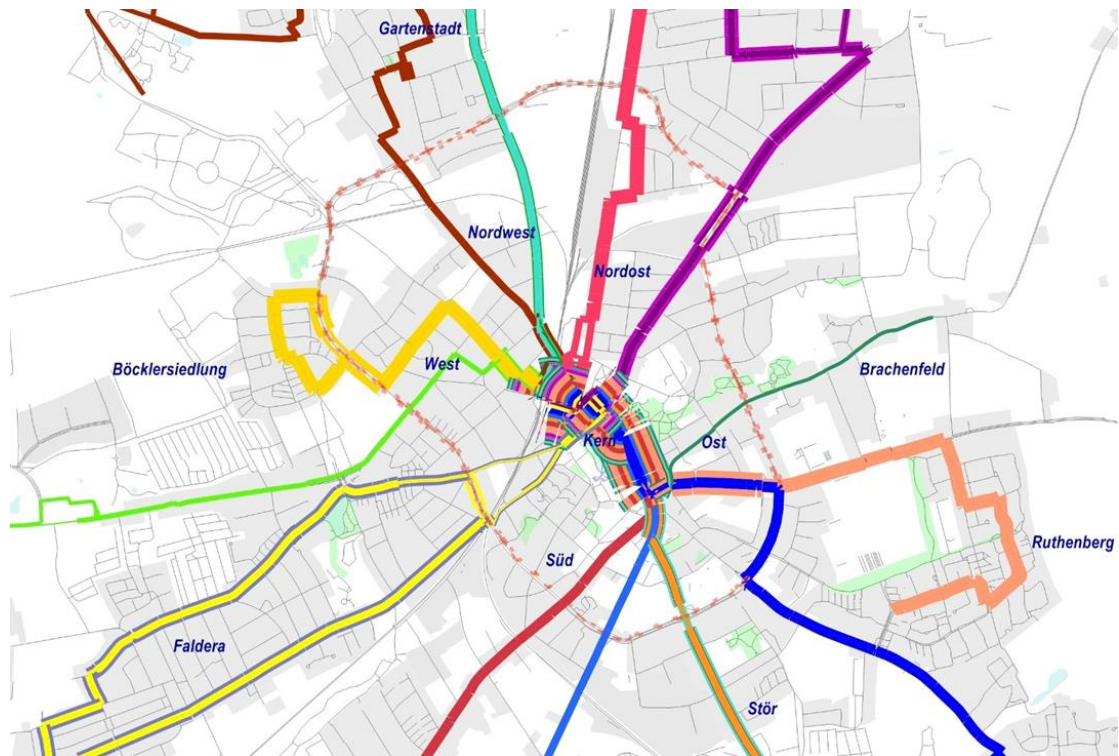 Gartenstadt
Nordwest
Nordost
Böcklersiedlung
West
Brachenfeld
Kern
Ost
Ruthenberg
Süd
Faldera
Stör